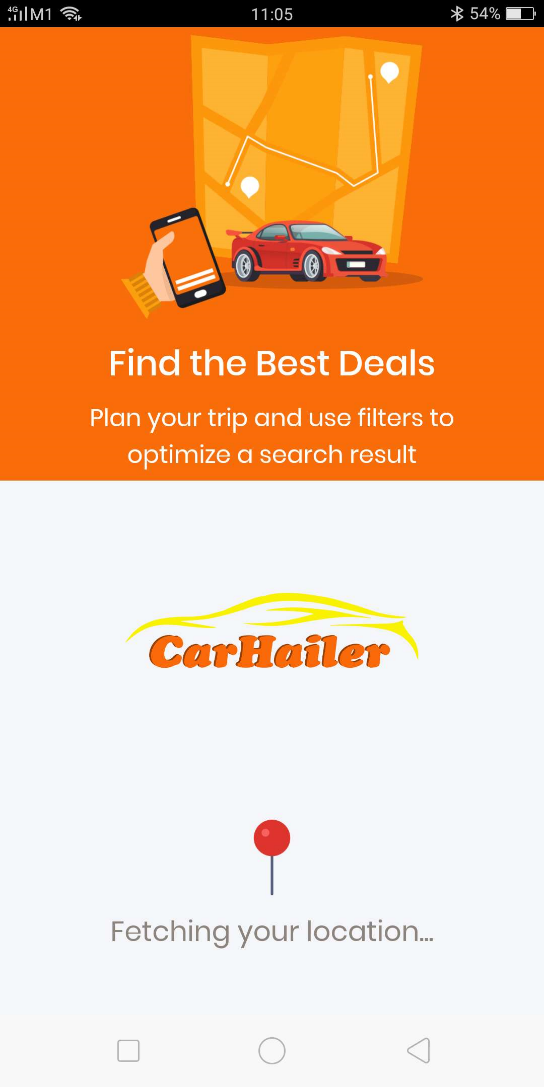 4G M1 11:05 54%
Find the Best Deals
Plan your trip and use filters to
optimize a search result
CarHailer
Fetching your location...